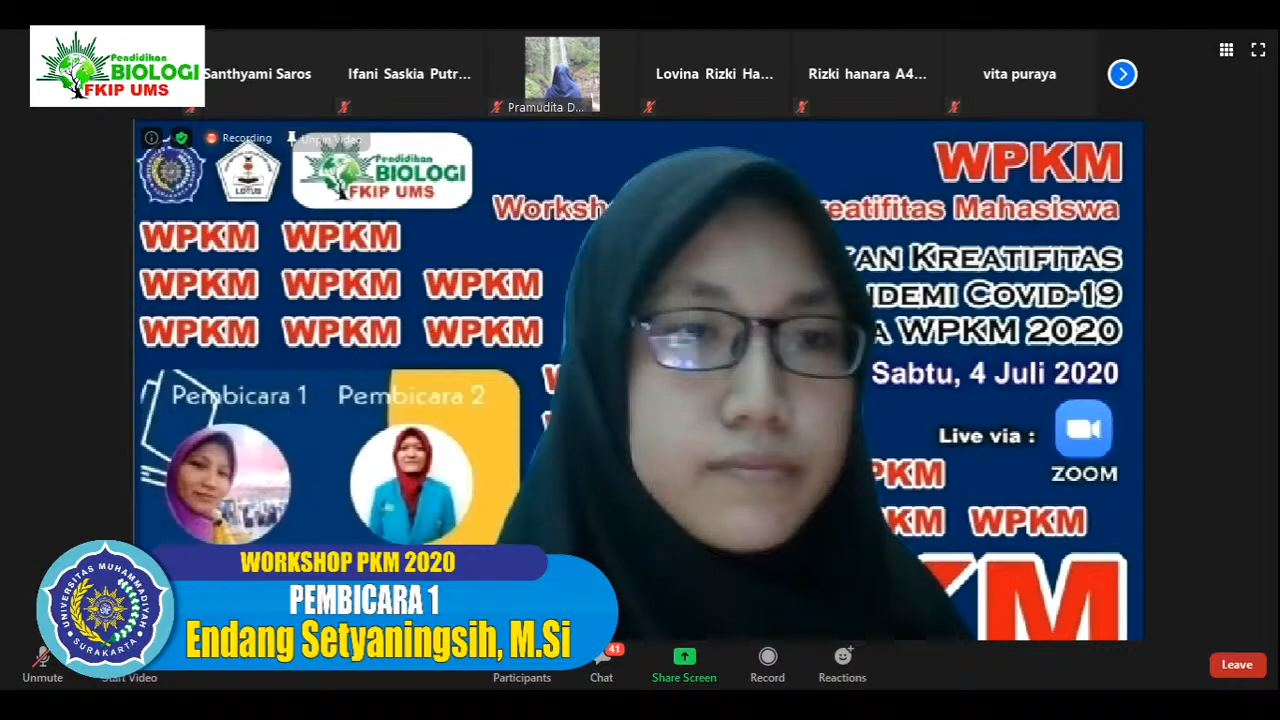 Pendidikan
BIOLOGI
FKIP UMS
Santhyami Saros
Ifani Saskia Putr...
Pramudita D...
Lovina Rizki Ha...
Rizki hanara A4...
vita puraya
Recording
Unpin Video
LOTUS
Pendidikan
BIOLOGI
FKIP UMS
WPKM
Worksh
reatifitas Mahasiswa
WPKM WPKM
WPKM WPKM WPKM
WPKM WPKM WPKM
AN KREATIFITAS
NDEMI COVID-19
A WPKM 2020
Sabtu, 4 Juli 2020
Live via :
ZOOM
Pembicara 1
Pembicara 2
PKM
KM WPKM
KM
WORKSHOP PKM 2020
PEMBICARA 1
Endang Setyaningsih, M.Si
UNIVERSITAS MUHAMMADIYAH
SURAKARTA
Unmute
Start Video
Participants
41
Chat
Share Screen
Record
Reactions
Leave